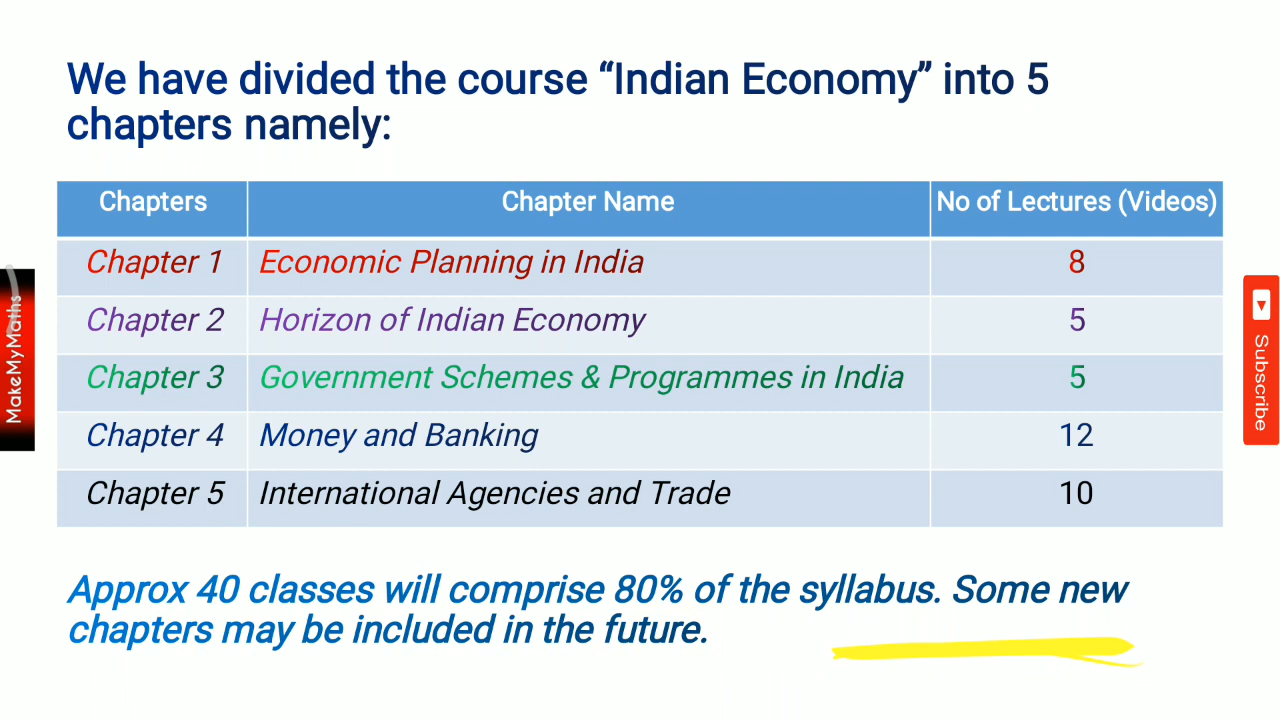 We have divided the course “Indian Economy” into 5
chapters namely:
Chapters Chapter Name No of Lectures (Videos)
Chapter 1 Economic Planning in India 8
Chapter 2 Horizon of Indian Economy 5
Chapter 3 Government Schemes & Programmes in India 5
Chapter 4 Money and Banking 12
Chapter 5 International Agencies and Trade 10
Approx 40 classes will comprise 80% of the syllabus. Some new
chapters may be included in the future.
MakeMyMaths
Subscribe